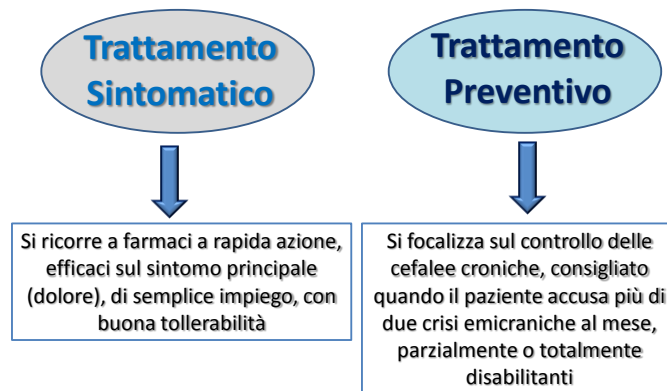 Trattamento
Sintomatico
Si ricorre a farmaci a rapida azione,
efficaci sul sintomo principale
(dolore), di semplice impiego, con
buona tollerabilità
Trattamento
Preventivo
Si focalizza sul controllo delle
cefalee croniche, consigliato
quando il paziente accusa più di
due crisi emicraniche al mese,
parzialmente o totalmente
disabilitanti